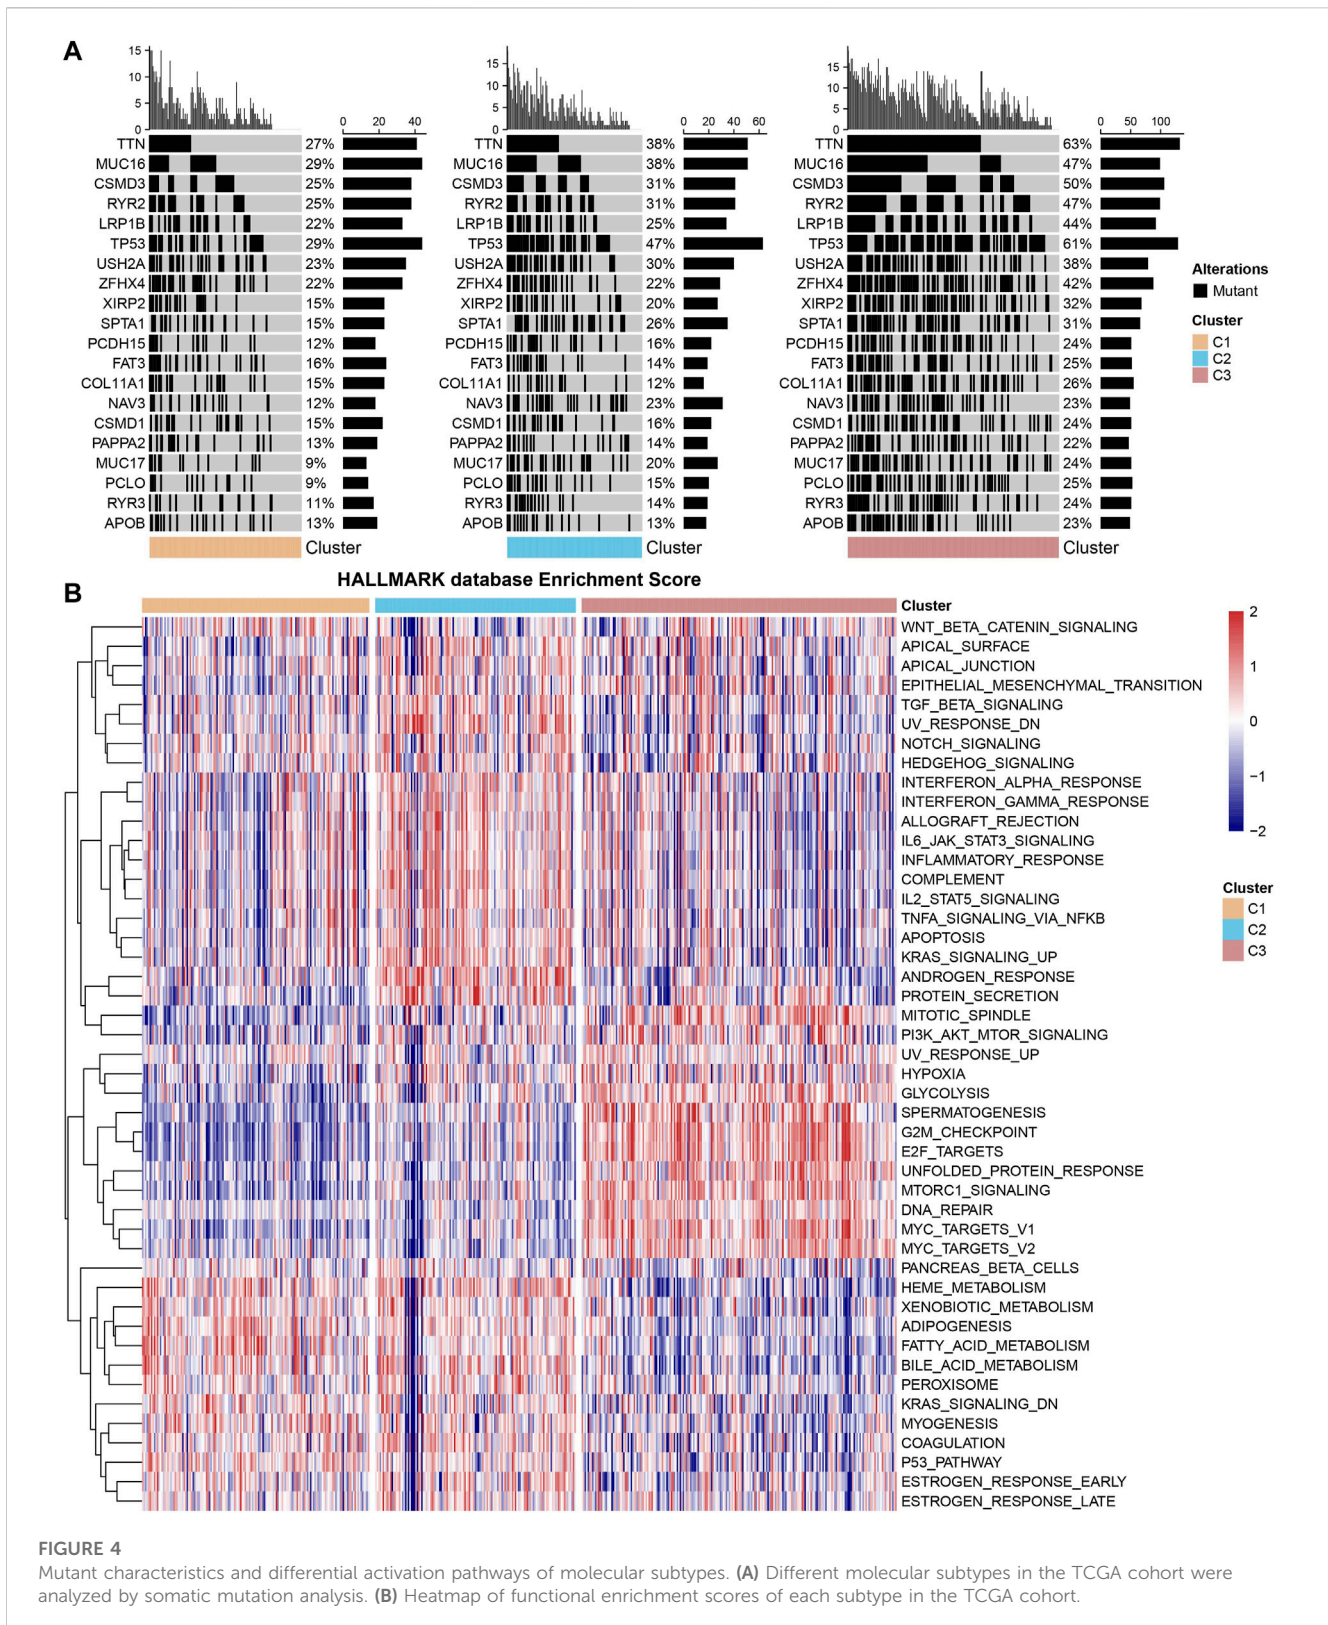 A
15
10
5
0
0 20 40
TTN 27%
MUC16 29%
CSMD3 25%
RYR2 25%
LRP1B 22%
TP53 29%
USH2A 23%
ZFHX4 22%
XIRP2 15%
SPTA1 15%
PCDH15 12%
FAT3 16%
COL11A1 15%
NAV3 12%
CSMD1 15%
PAPPA2 13%
MUC17 9%
PCLO 9%
RYR3 11%
APOB 13%
Cluster
15
10
5
0
0 20 40 60
TTN 38%
MUC16 38%
CSMD3 31%
RYR2 31%
LRP1B 25%
TP53 47%
USH2A 30%
ZFHX4 22%
XIRP2 20%
SPTA1 26%
PCDH15 16%
FAT3 14%
COL11A1 12%
NAV3 23%
CSMD1 16%
PAPPA2 14%
MUC17 20%
PCLO 15%
RYR3 14%
APOB 13%
Cluster
15
10
5
0
0 50 100
TTN 63%
MUC16 47%
CSMD3 50%
RYR2 47%
LRP1B 44%
TP53 61%
USH2A 38%
ZFHX4 42%
XIRP2 32%
SPTA1 31%
PCDH15 24%
FAT3 25%
COL11A1 26%
NAV3 23%
CSMD1 24%
PAPPA2 22%
MUC17 24%
PCLO 25%
RYR3 24%
APOB 23%
Cluster
Alterations
Mutant
Cluster
C1
C2
C3
B
HALLMARK database Enrichment Score
Cluster
WNT_BETA_CATENIN_SIGNALING
APICAL_SURFACE
APICAL_JUNCTION
EPITHELIAL_MESENCHYMAL_TRANSITION
TGF_BETA_SIGNALING
UV_RESPONSE_DN
NOTCH_SIGNALING
HEDGEHOG_SIGNALING
INTERFERON_ALPHA_RESPONSE
INTERFERON_GAMMA_RESPONSE
ALLOGRAFT_REJECTION
IL6_JAK_STAT3_SIGNALING
INFLAMMATORY_RESPONSE
COMPLEMENT
IL2_STAT5_SIGNALING
TNFA_SIGNALING_VIA_NFKB
APOPTOSIS
KRAS_SIGNALING_UP
ANDROGEN_RESPONSE
PROTEIN_SECRETION
MITOTIC_SPINDLE
PI3K_AKT_MTOR_SIGNALING
UV_RESPONSE_UP
HYPOXIA
GLYCOLYSIS
SPERMATOGENESIS
G2M_CHECKPOINT
E2F_TARGETS
UNFOLDED_PROTEIN_RESPONSE
MTORC1_SIGNALING
DNA_REPAIR
MYC_TARGETS_V1
MYC_TARGETS_V2
PANCREAS_BETA_CELLS
HEME_METABOLISM
XENOBIOTIC_METABOLISM
ADIPOGENESIS
FATTY_ACID_METABOLISM
BILE_ACID_METABOLISM
PEROXISOME
KRAS_SIGNALING_DN
MYOGENESIS
COAGULATION
P53_PATHWAY
ESTROGEN_RESPONSE_EARLY
ESTROGEN_RESPONSE_LATE
2
1
0
−1
−2
Cluster
C1
C2
C3
FIGURE 4
Mutant characteristics and differential activation pathways of molecular subtypes. (A) Different molecular subtypes in the TCGA cohort were
analyzed by somatic mutation analysis. (B) Heatmap of functional enrichment scores of each subtype in the TCGA cohort.